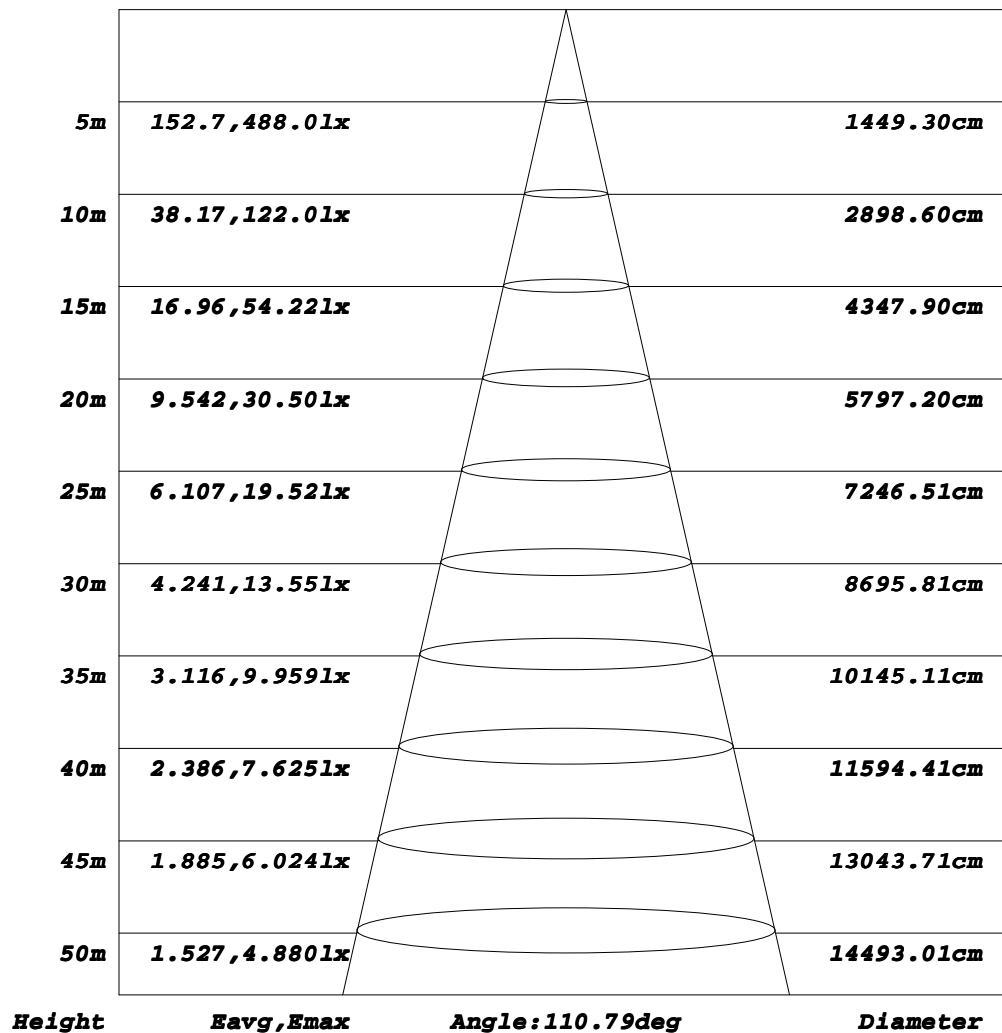 5m 152.7,488.0lx 1449.30cm
10m 38.17,122.0lx 2898.60cm
15m 16.96,54.22lx 4347.90cm
20m 9.542,30.50lx 5797.20cm
25m 6.107,19.52lx 7246.51cm
30m 4.241,13.55lx 8695.81cm
35m 3.116,9.959lx 10145.11cm
40m 2.386,7.625lx 11594.41cm
45m 1.885,6.024lx 13043.71cm
50m 1.527,4.880lx 14493.01cm
Height Eavg,Emax Angle:110.79deg Diameter